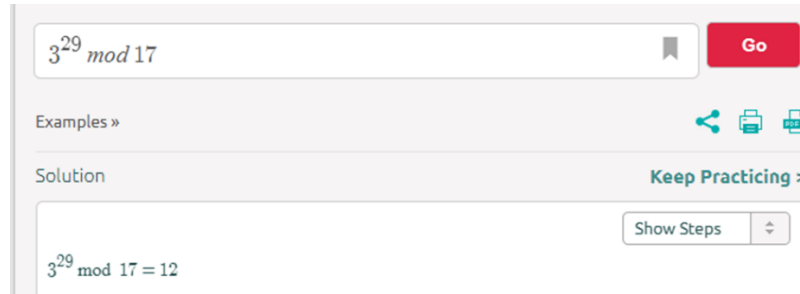 3^29 mod 17
Go
Examples »
Solution
Keep Practicing >
Show Steps
3^29 mod 17 = 12